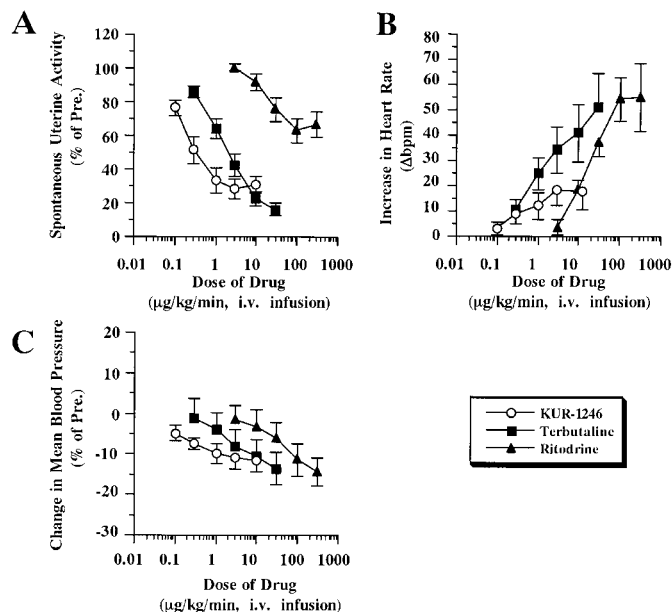 A
Spontaneous Uterine Activity
(% of Pre.)
120
100
80
60
40
20
0
0.01 0.1 1 10 100 1000
Dose of Drug
(μg/kg/min, i.v. infusion)
B
Increase in Heart Rate
(Δbpm)
80
70
60
50
40
30
20
10
0
0.01 0.1 1 10 100 1000
Dose of Drug
(μg/kg/min, i.v. infusion)
C
Change in Mean Blood Pressure
(% of Pre.)
20
10
0
-10
-20
-30
0.01 0.1 1 10 100 1000
Dose of Drug
(μg/kg/min, i.v. infusion)
KUR-1246
Terbutaline
Ritodrine